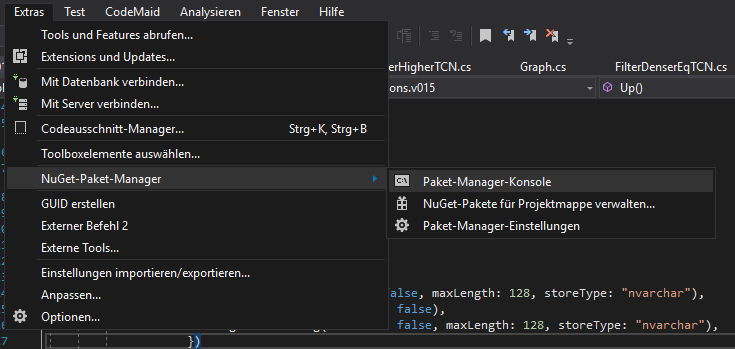 Extras Test CodeMaid Analysieren Fenster Hilfe
Tools und Features abrufen...
Extensions und Updates...
erHigherTCN.cs Graph.cs FilterDenserEqTCN.cs
Mit Datenbank verbinden...
ons.v015 Up()
Mit Server verbinden...
Codeausschnitt-Manager... Strg+K, Strg+B
Toolboxelemente auswählen...
NuGet-Paket-Manager
Paket-Manager-Konsole
GUID erstellen
NuGet-Pakete für Projektmappe verwalten...
Externer Befehl 2
Paket-Manager-Einstellungen
Externe Tools...
Einstellungen importieren/exportieren...
Anpassen...
false, maxLength: 128, storeType: "nvarchar"),
false),
Optionen...
false, maxLength: 128, storeType: "nvarchar"),
})